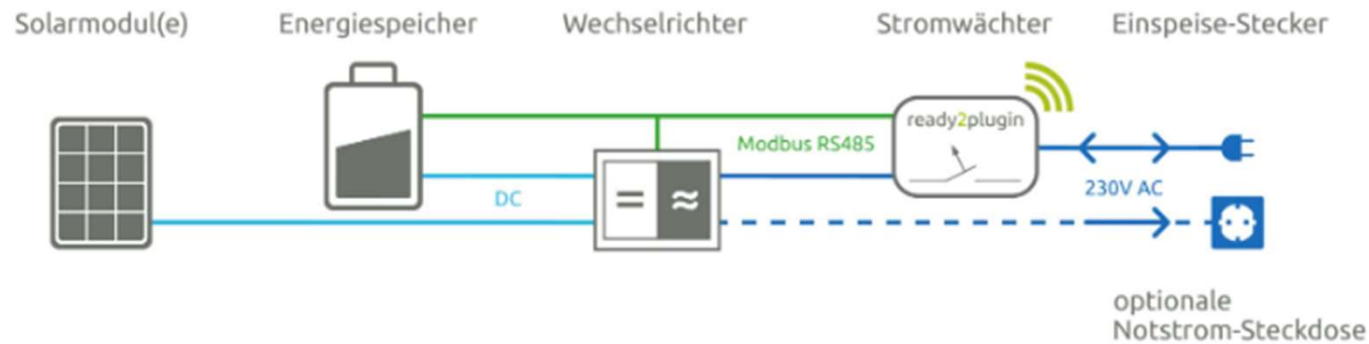 Solarmodul(e)
Energiespeicher
Wechselrichter
Stromwächter
Einspeise-Stecker
ready2plugin
Modbus RS485
DC
230V AC
optionale
Notstrom-Steckdose